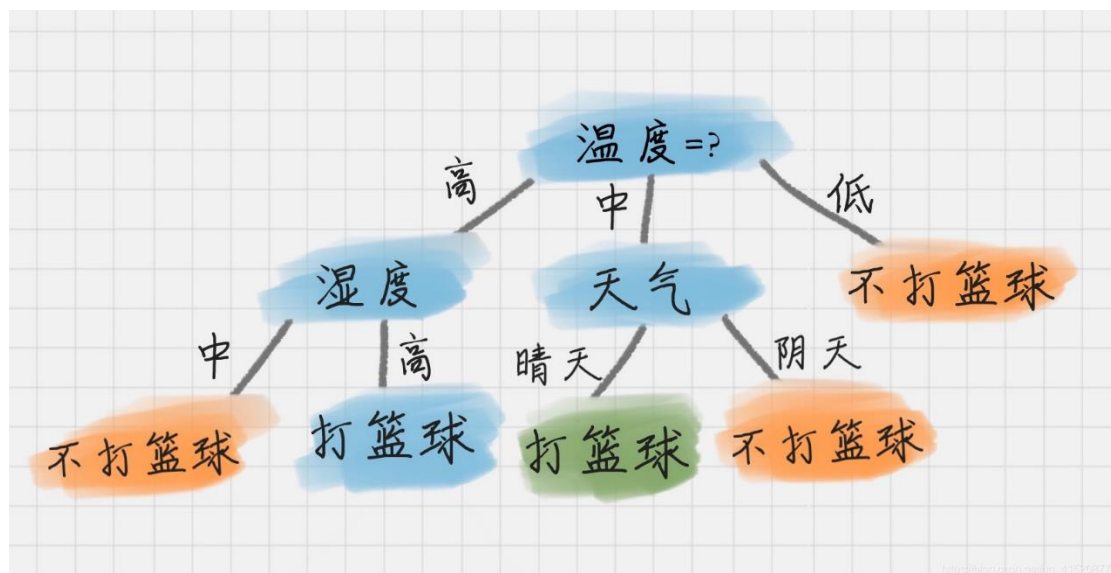 温度=?
高 中 低
湿度 天气 不打篮球
中 高 晴天 阴天
不打篮球 打篮球 打篮球 不打篮球